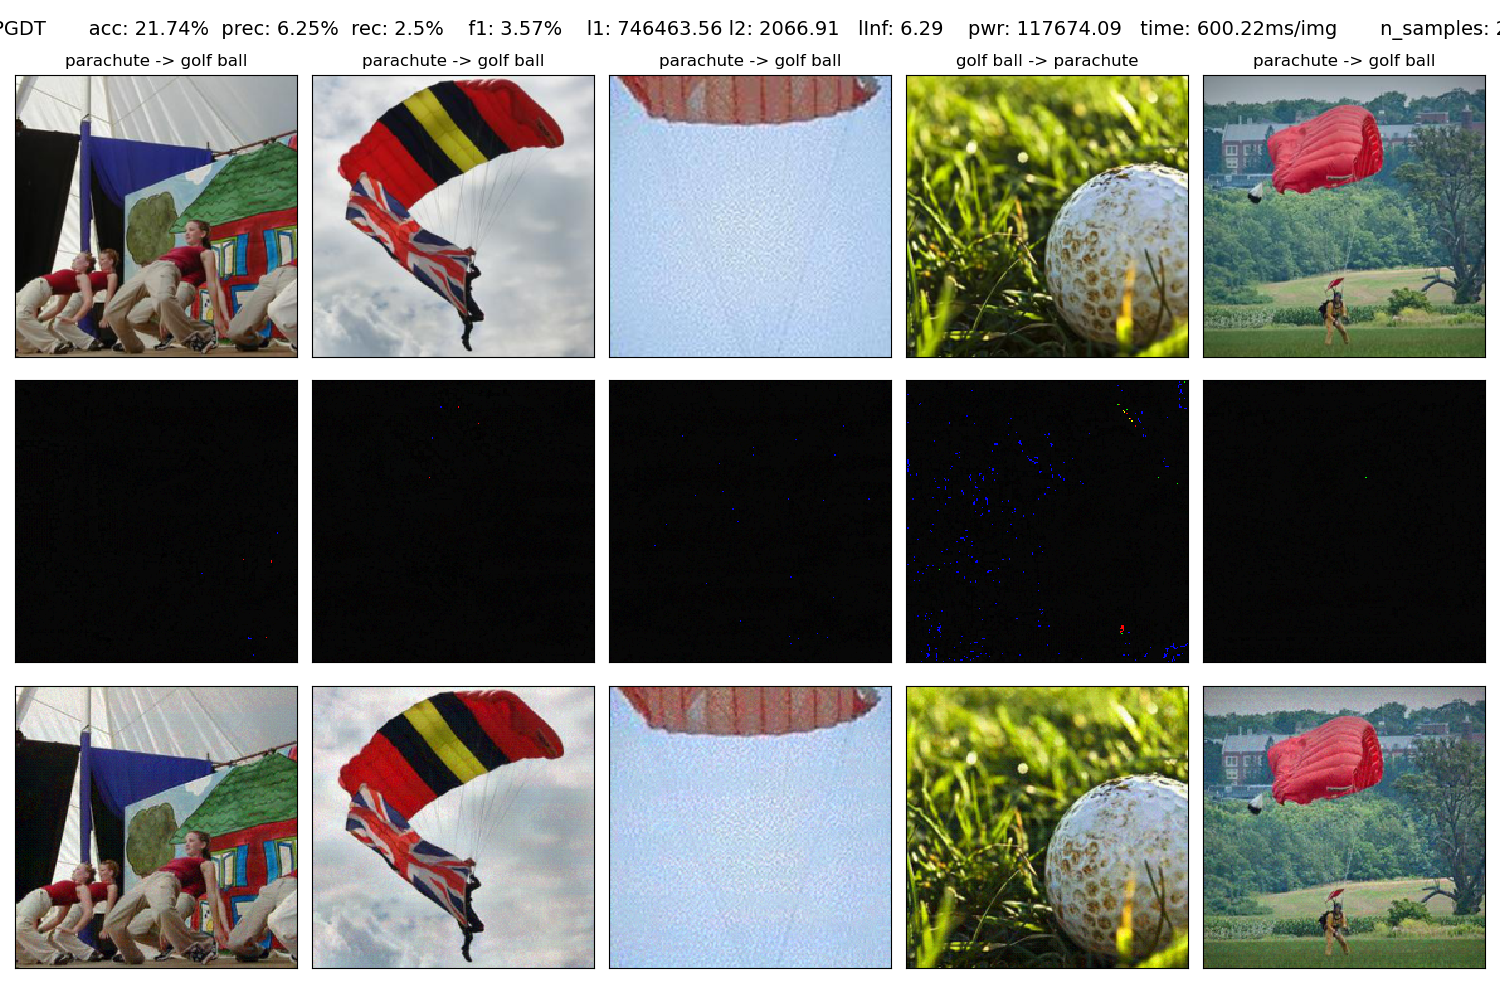 PGDT acc: 21.74% prec: 6.25% rec: 2.5% f1: 3.57% l1: 746463.56 l2: 2066.91 lInf: 6.29 pwr: 117674.09 time: 600.22ms/img n_samples:
parachute -> golf ball
parachute -> golf ball
parachute -> golf ball
golf ball -> parachute
parachute -> golf ball